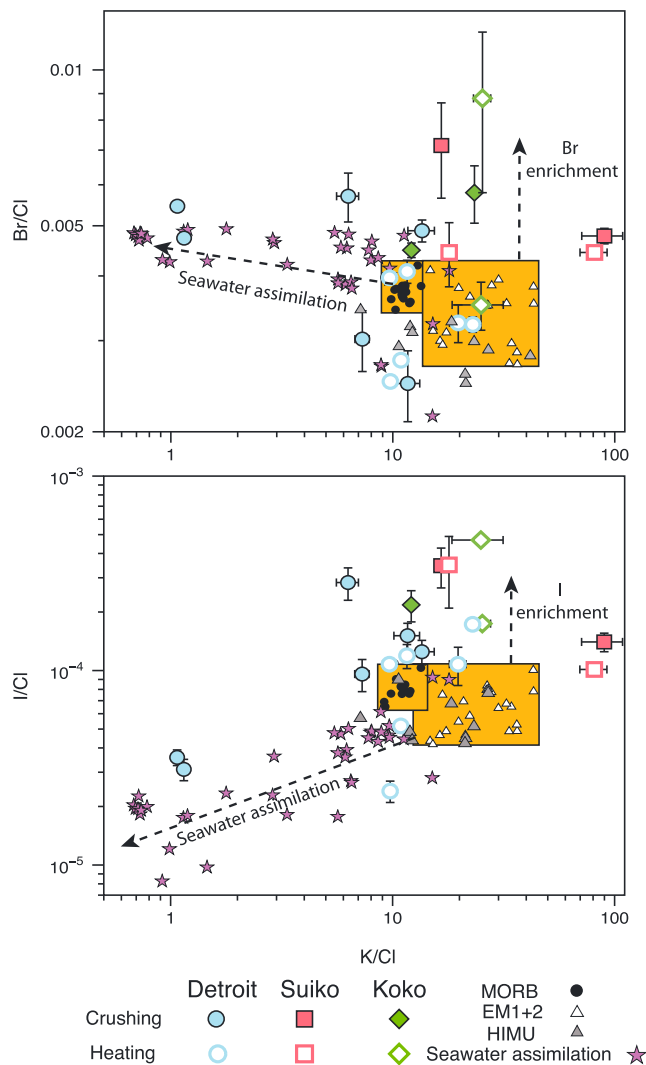 0.01
Br
enrichment
0.005
Br/Cl
Seawater assimilation
0.002
1
10
100
10⁻³
I
enrichment
10⁻⁴
I/Cl
Seawater assimilation
10⁻⁵
1
10
100
K/Cl
Detroit Suiko Koko
MORB
Crushing
EM1+2
HIMU
Heating
Seawater assimilation